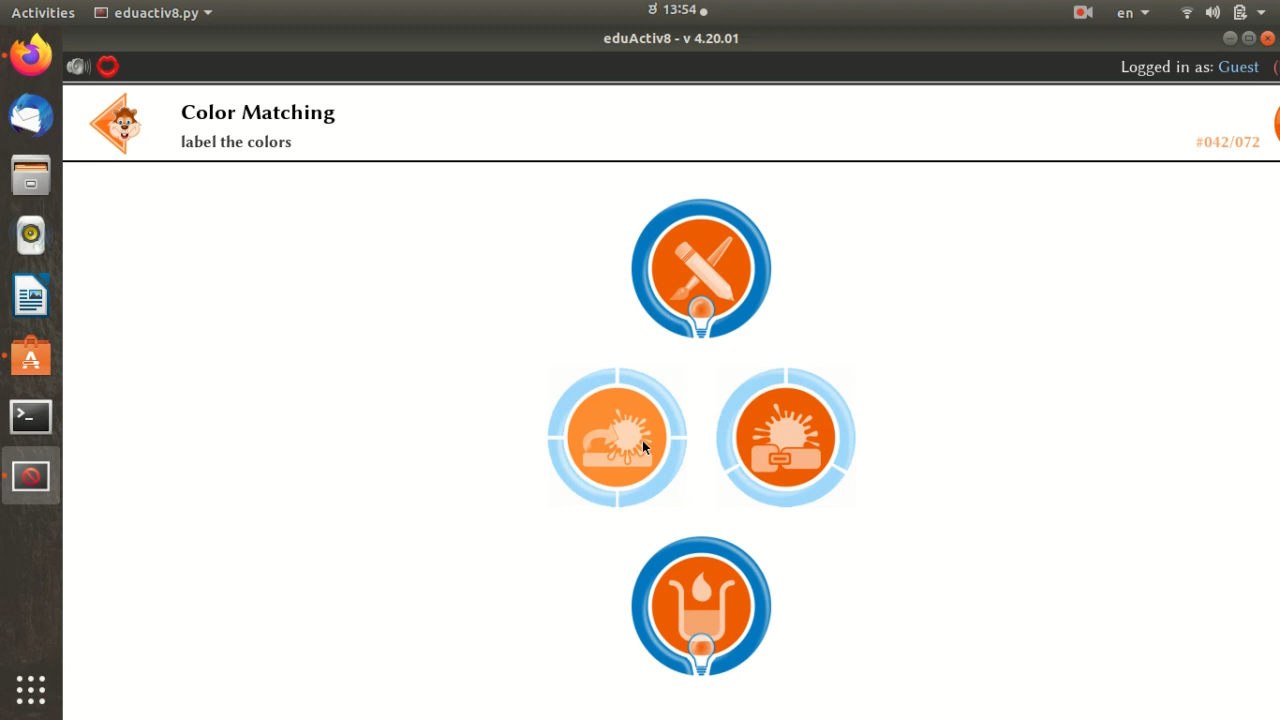 Activities eduactiv8.py ಶ 13:54 en
eduActiv8 - v 4.20.01
Logged in as: Guest (
Color Matching
label the colors
#042/072